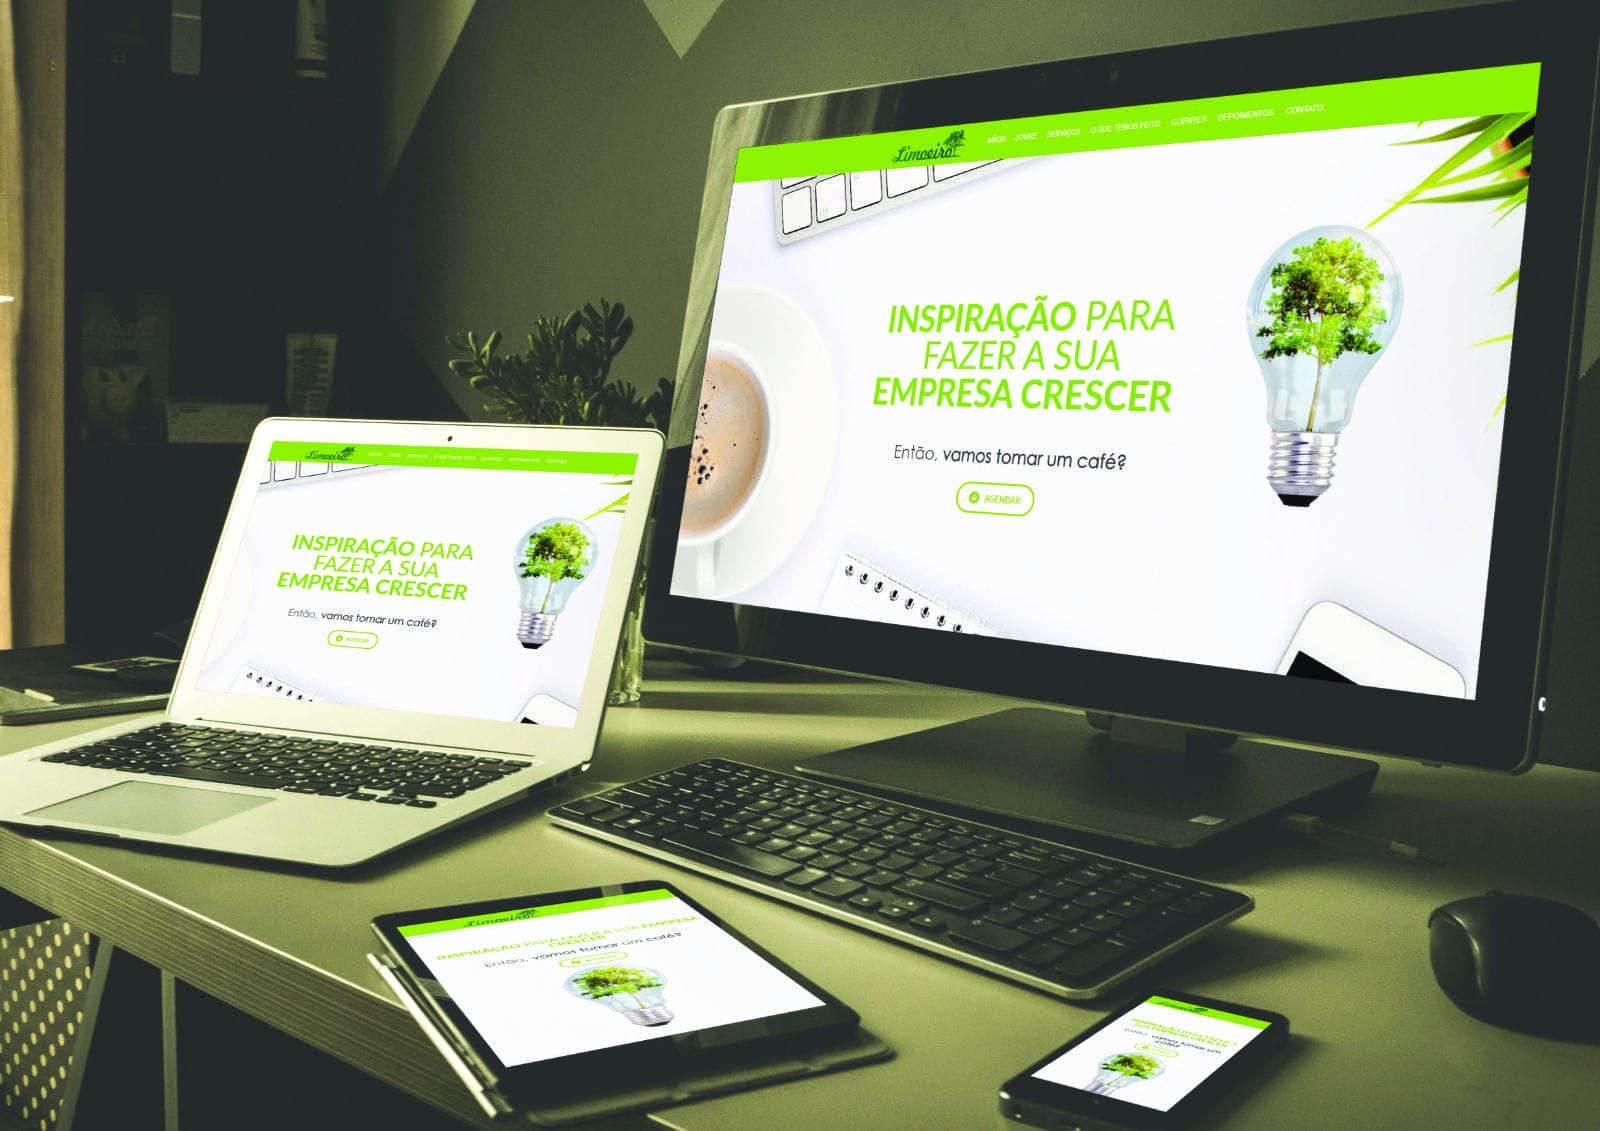 Limoeiro
INÍCIO SOBRE SERVIÇOS O QUE TEMOS FEITO CLIENTES DEPOIMENTOS CONTATO
INSPIRAÇÃO PARA
FAZER A SUA
EMPRESA CRESCER
Então, vamos tomar um café?
AGENDAR
Limoeiro
INÍCIO SOBRE SERVIÇOS O QUE TEMOS FEITO CLIENTES DEPOIMENTOS CONTATO
INSPIRAÇÃO PARA
FAZER A SUA
EMPRESA CRESCER
Então, vamos tomar um café?
AGENDAR
Limoeiro
INSPIRAÇÃO PARA FAZER A SUA EMPRESA
CRESCER
Então, vamos tomar um café?
AGENDAR
Limoeiro
INSPIRAÇÃO PARA FAZER A
SUA EMPRESA CRESCER
Então, vamos tomar um
café?